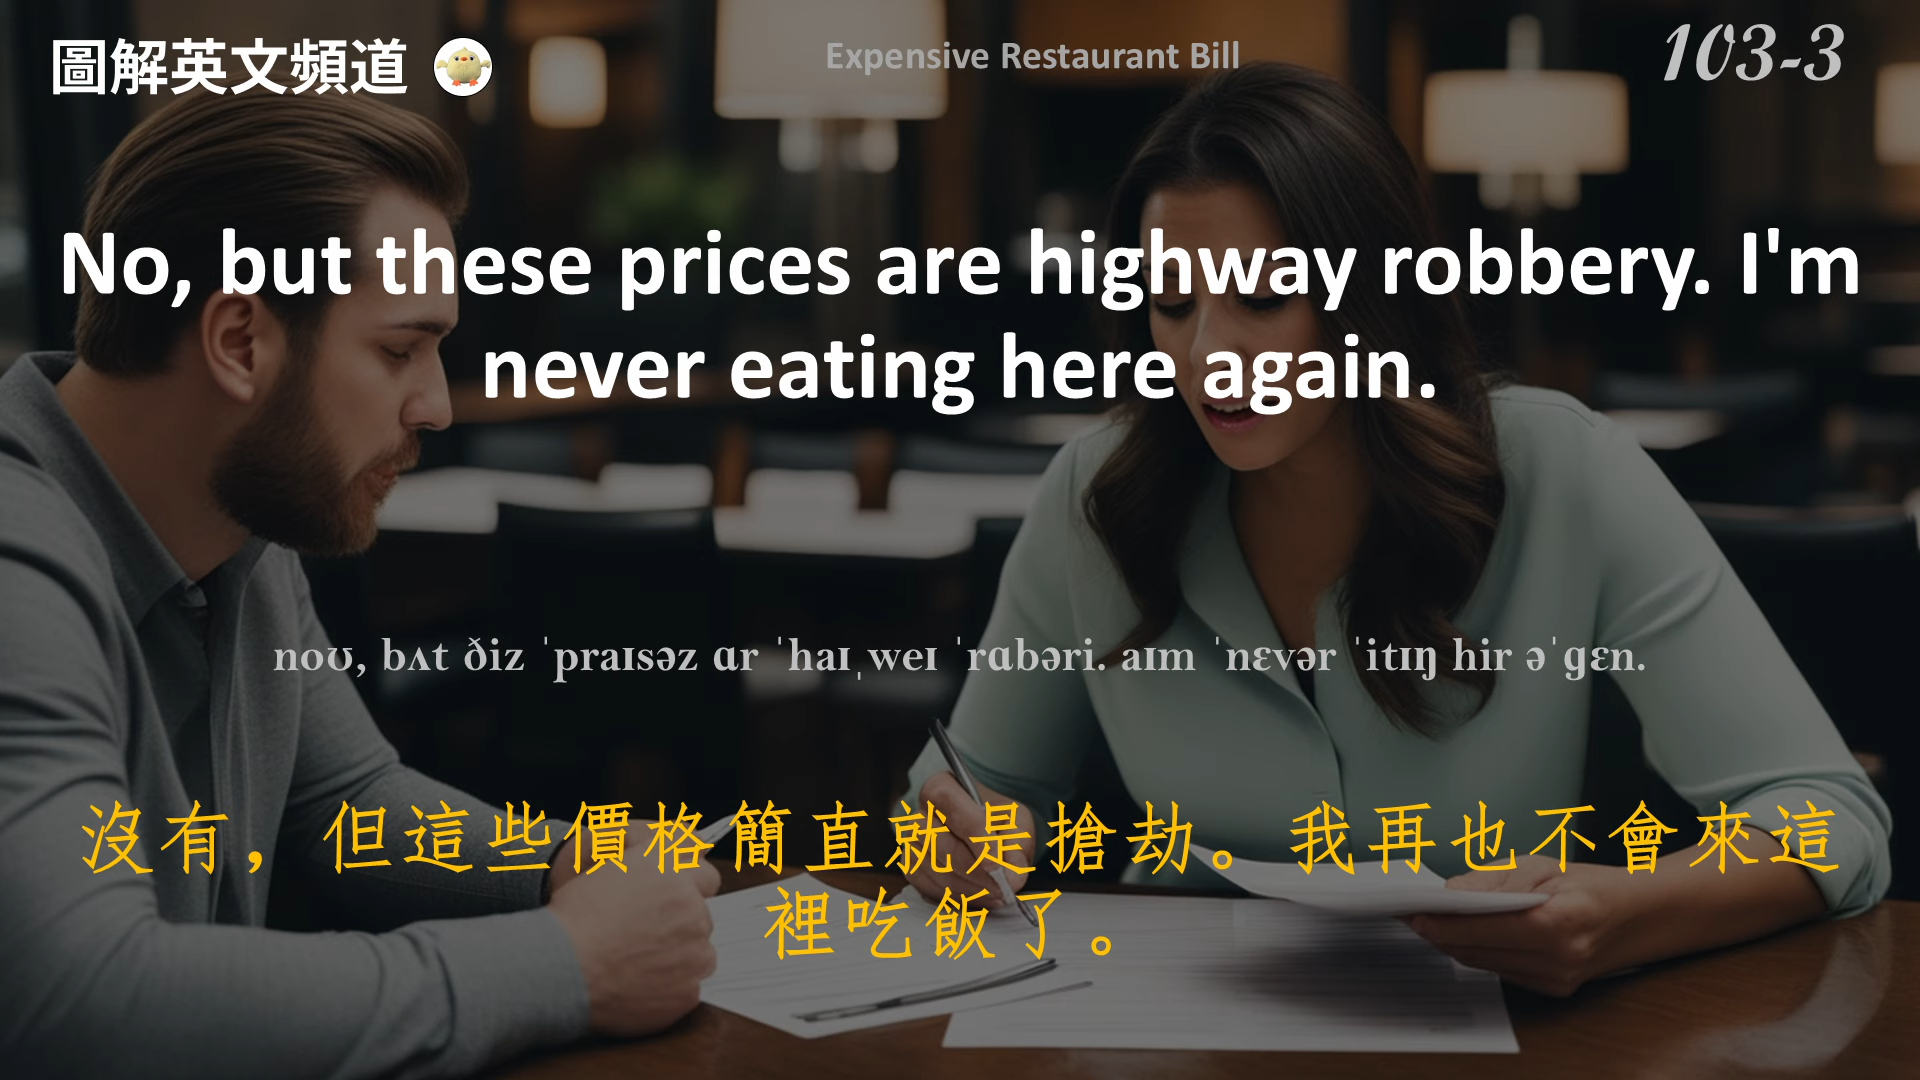 圖解英文頻道
Expensive Restaurant Bill
103-3
No, but these prices are highway robbery. I'm
never eating here again.
noʊ, bʌt ðiz ˈpraɪsəz ɑr ˈhaɪˌweɪ ˈrɑbəri. aɪm ˈnɛvər ˈitɪŋ hir əˈɡɛn.
沒有，但這些價格簡直就是搶劫。我再也不會來這
裡吃飯了。